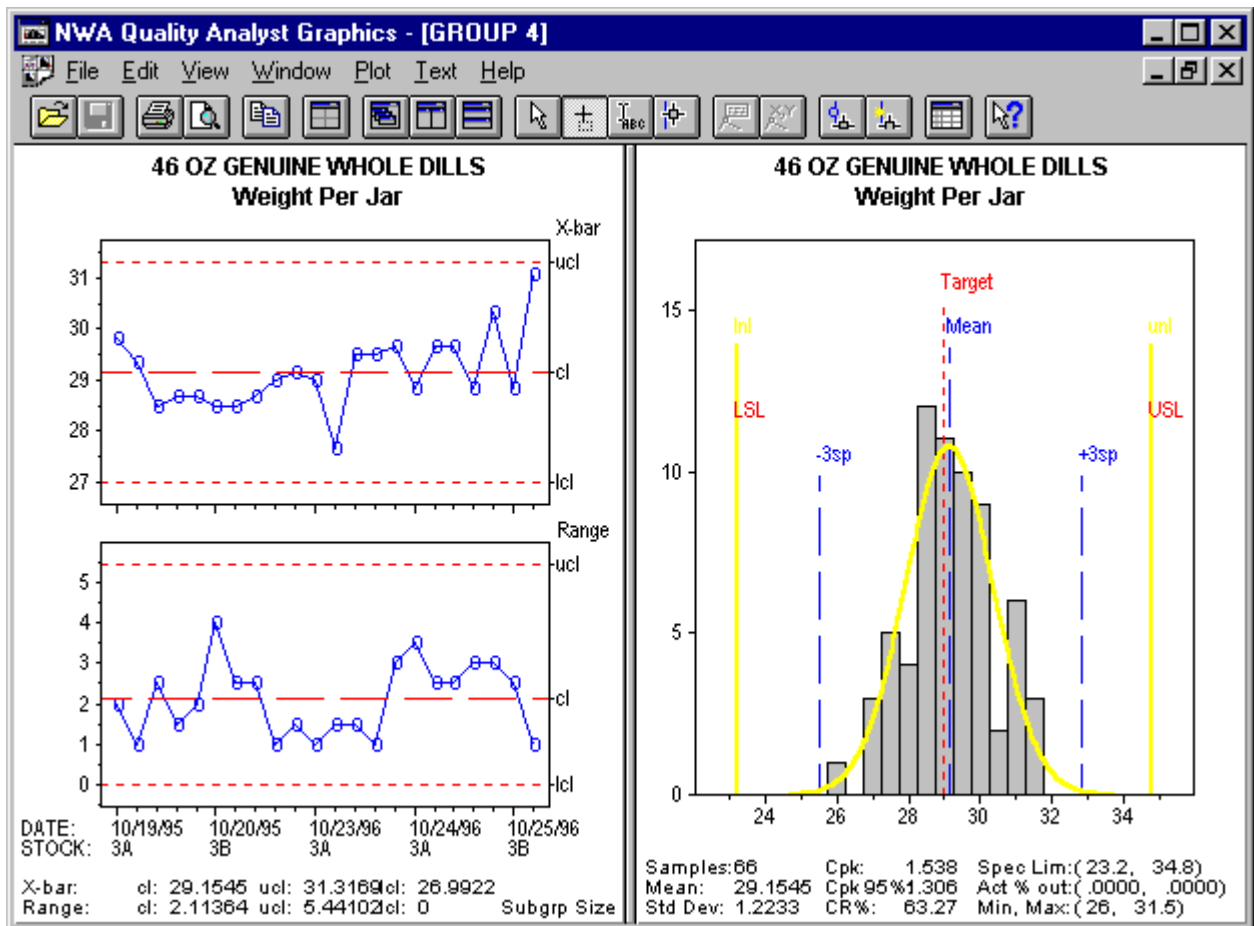 NWA Quality Analyst Graphics - [GROUP 4]
File Edit View Window Plot Text Help
ABC X,Y ?
46 OZ GENUINE WHOLE DILLS
Weight Per Jar
X-bar
ucl
31
30
29
cl
28
27
lcl
Range
ucl
5
4
3
2
cl
1
0
lcl
DATE: 10/19/95 10/20/95 10/23/96 10/24/96 10/25/96
STOCK: 3A 3B 3A 3A 3B
X-bar: cl: 29.1545 ucl: 31.3169 lcl: 26.9922
Range: cl: 2.11364 ucl: 5.44102 lcl: 0 Subgrp Size
46 OZ GENUINE WHOLE DILLS
Weight Per Jar
Target
15
lnl Mean unl
LSL USL
-3sp +3sp
10
5
0
24 26 28 30 32 34
Samples:66 Cpk: 1.538 Spec Lim:( 23.2, 34.8)
Mean: 29.1545 Cpk 95%1.306 Act % out:( .0000, .0000)
Std Dev: 1.2233 CR%: 63.27 Min, Max:( 26, 31.5)